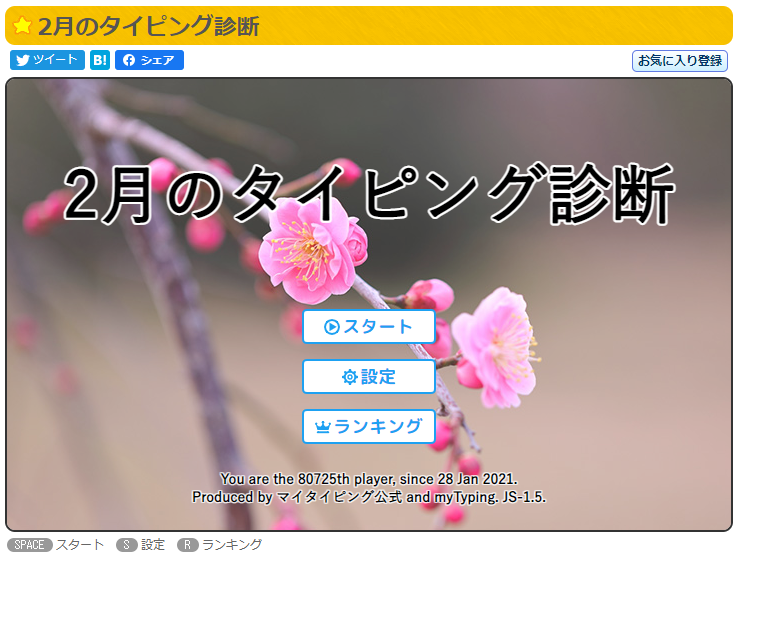 2月のタイピング診断
ツイート B! シェア お気に入り登録
2月のタイピング診断
スタート
設定
ランキング
You are the 80725th player, since 28 Jan 2021.
Produced by マイタイピング公式 and myTyping. JS-1.5.
SPACE スタート S 設定 R ランキング